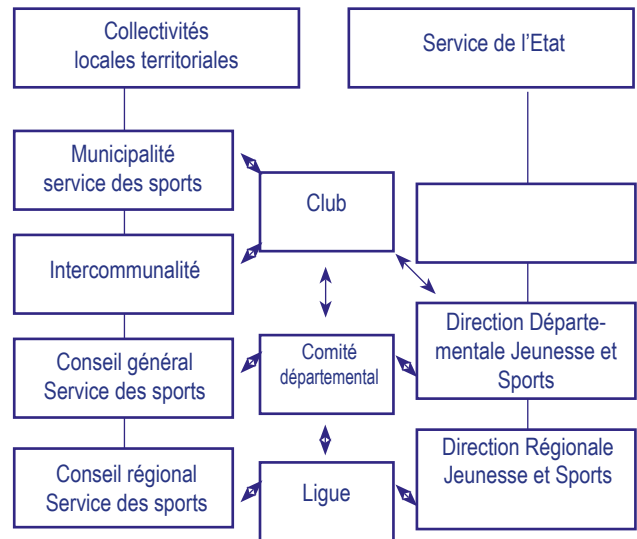 Collectivités
locales territoriales
Service de l’Etat
Municipalité
service des sports
Club
Intercommunalité
Direction Départe-
mentale Jeunesse et
Sports
Comité
départemental
Conseil général
Service des sports
Direction Régionale
Jeunesse et Sports
Conseil régional
Service des sports
Ligue